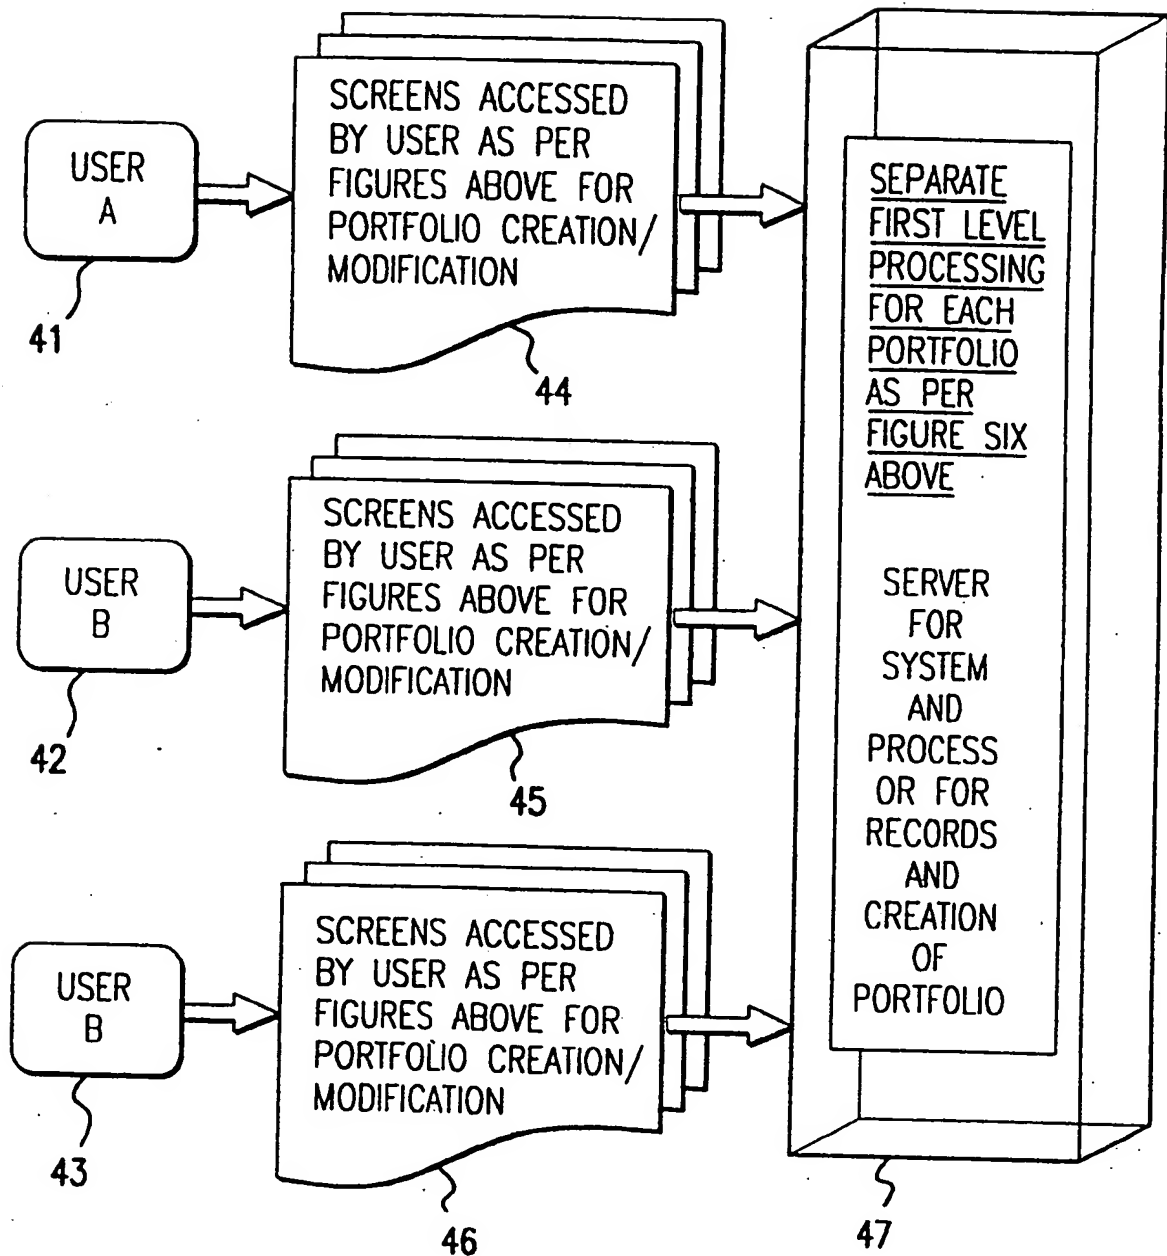 USER
A
41
SCREENS ACCESSED
BY USER AS PER
FIGURES ABOVE FOR
PORTFOLIO CREATION/
MODIFICATION
44
USER
B
42
SCREENS ACCESSED
BY USER AS PER
FIGURES ABOVE FOR
PORTFOLIO CREATION/
MODIFICATION
45
USER
B
43
SCREENS ACCESSED
BY USER AS PER
FIGURES ABOVE FOR
PORTFOLIO CREATION/
MODIFICATION
46
SEPARATE
FIRST LEVEL
PROCESSING
FOR EACH
PORTFOLIO
AS PER
FIGURE SIX
ABOVE
SERVER
FOR
SYSTEM
AND
PROCESS
OR FOR
RECORDS
AND
CREATION
OF
PORTFOLIO
47